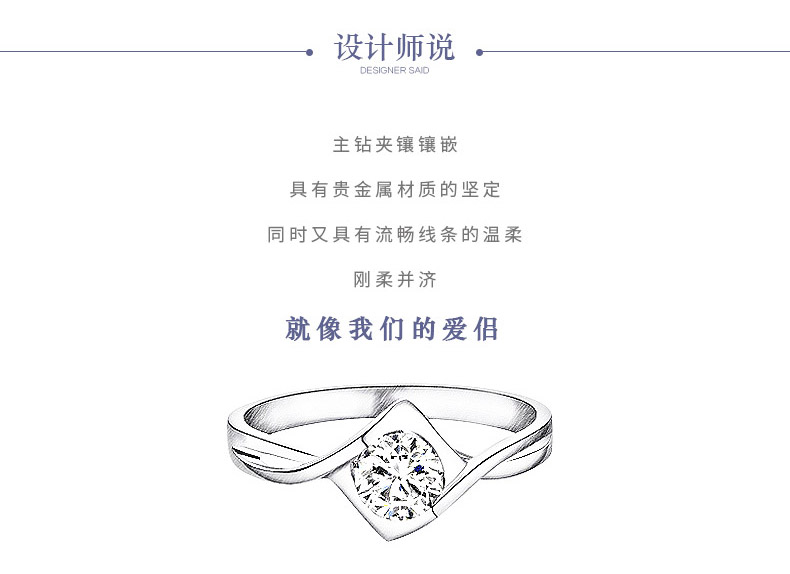 设计师说
DESIGNER SAID
主钻夹镶镶嵌
具有贵金属材质的坚定
同时又具有流畅线条的温柔
刚柔并济
就像我们的爱侣